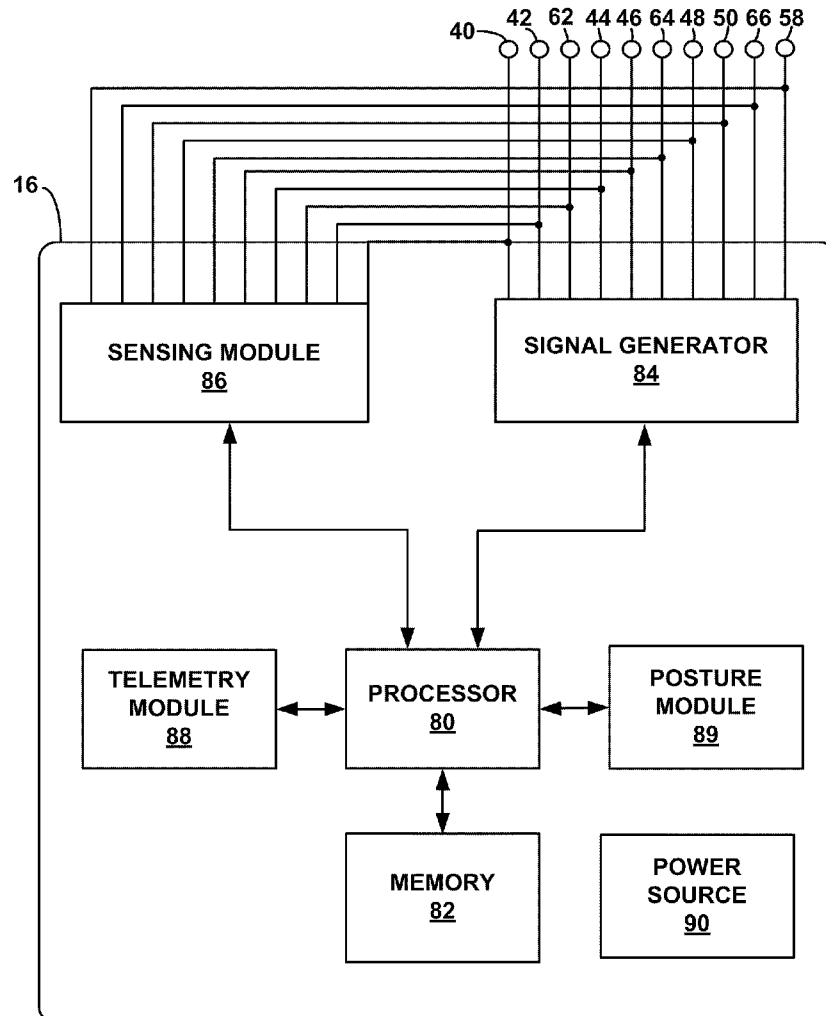 40 42 62 44 46 64 48 50 66 58
16
SENSING MODULE
86
SIGNAL GENERATOR
84
TELEMETRY
MODULE
88
PROCESSOR
80
POSTURE
MODULE
89
MEMORY
82
POWER
SOURCE
90